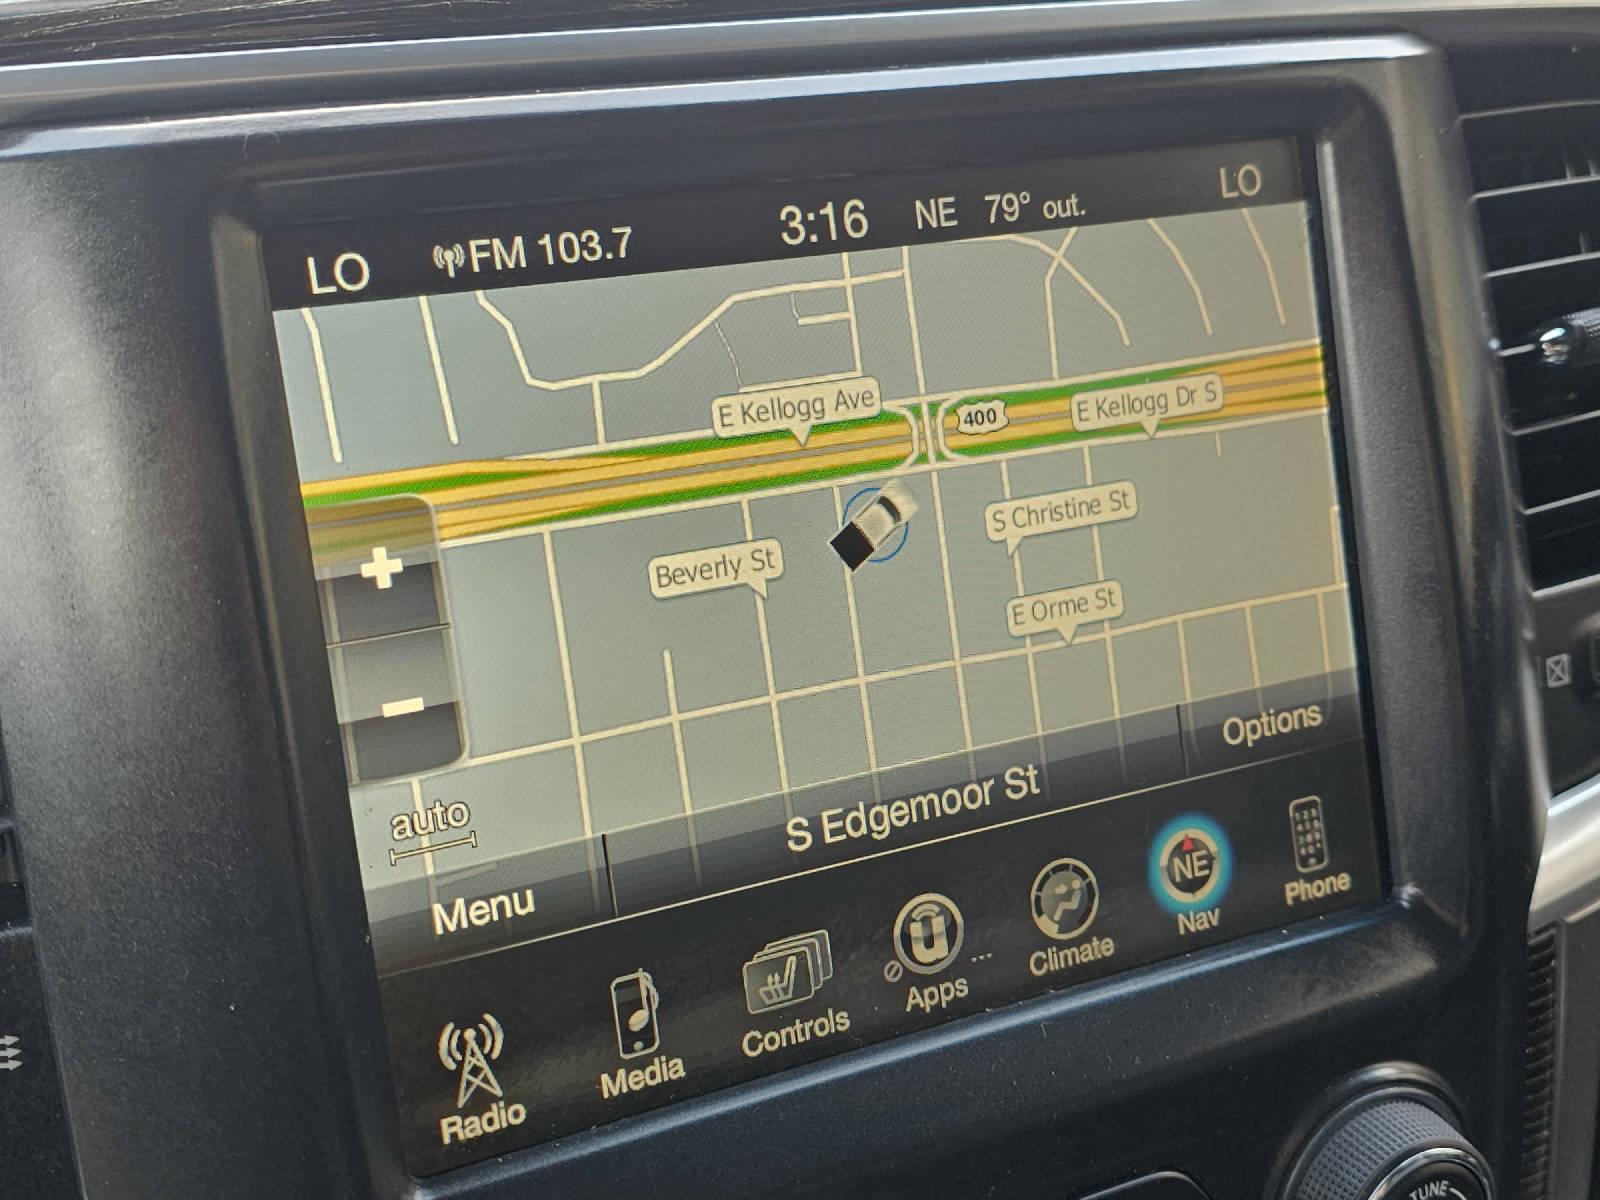 LO FM 103.7 3:16 NE 79° out. LO
E Kellogg Ave
400
E Kellogg Dr S
S Christine St
Beverly St
E Orme St
+
-
auto
Menu
S Edgemoor St
Options
Radio
Media
Controls
Apps
...
Climate
NE
Nav
Phone
TUNE